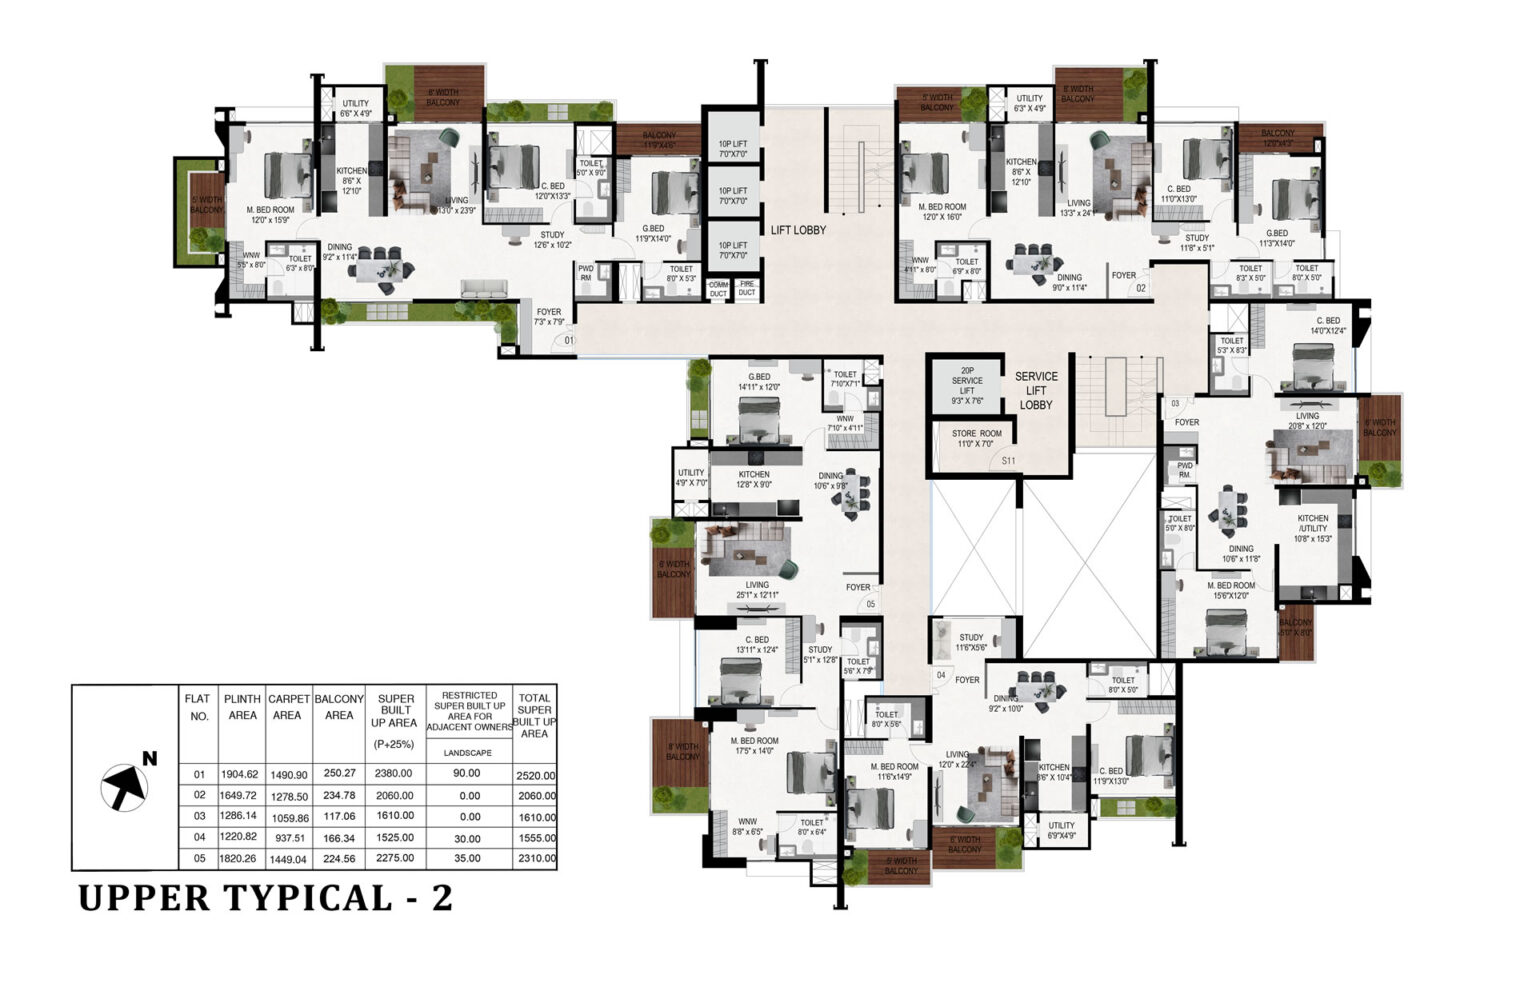 UTILITY
6'6" X 4'9"
8' WIDTH
BALCONY
KITCHEN
8'6" X
12'10"
M. BED ROOM
12'0" x 15'9"
5' WIDTH
BALCONY
LIVING
13'0" x 23'9"
C. BED
12'0"X13'3"
TOILET
5'0" X 9'0"
BALCONY
11'9"X4'6"
G.BED
11'9"X14'0"
STUDY
12'6" x 10'2"
DINING
9'2" x 11'4"
WNW
5'5" x 8'0"
TOILET
6'3" x 8'0"
PWD
RM
TOILET
8'0" X 5'3"
FOYER
7'3" x 7'9"
01
10P LIFT
7'0"X7'0"
10P LIFT
7'0"X7'0"
10P LIFT
7'0"X7'0"
COMM
DUCT
FIRE
DUCT
LIFT LOBBY
5' WIDTH
BALCONY
UTILITY
6'3" X 4'9"
8' WIDTH
BALCONY
KITCHEN
8'6" X
12'10"
M. BED ROOM
12'0" X 16'0"
LIVING
13'3" x 24'1"
C. BED
11'0"X13'0"
BALCONY
12'0"x4'3"
G.BED
11'3"X14'0"
STUDY
11'8" x 5'1"
WNW
4'11" x 8'0"
TOILET
6'9" x 8'0"
DINING
9'0" x 11'4"
FOYER
02
TOILET
8'3" X 5'0"
TOILET
8'0" X 5'0"
C. BED
14'0"X12'4"
TOILET
5'3" X 8'3"
03
FOYER
LIVING
20'8" x 12'0"
6' WIDTH
BALCONY
PWD
RM.
TOILET
5'0" X 8'0"
KITCHEN
/UTILITY
10'8" x 15'3"
DINING
10'6" x 11'8"
M. BED ROOM
15'6"X12'0"
BALCONY
5'0" X 8'0"
20P
SERVICE
LIFT
9'3" X 7'6"
SERVICE
LIFT
LOBBY
STORE ROOM
11'0" X 7'0"
S11
G.BED
14'11" x 12'0"
TOILET
7'10"X7'1"
WNW
7'10" x 4'11"
UTILITY
4'9" X 7'0"
KITCHEN
12'8" X 9'0"
DINING
10'6" x 9'8"
6' WIDTH
BALCONY
LIVING
25'1" x 12'11"
FOYER
05
C. BED
13'11" x 12'4"
STUDY
5'1" x 12'8"
TOILET
5'6" X 7'9"
8' WIDTH
BALCONY
M. BED ROOM
17'5" x 14'0"
WNW
8'8" x 6'5"
TOILET
8'0" x 6'4"
STUDY
11'6"X5'6"
04
FOYER
TOILET
8'0" X 5'0"
DINING
9'2" x 10'0"
TOILET
8'0" X 5'6"
M. BED ROOM
11'6"x14'9"
LIVING
12'0" x 22'4"
KITCHEN
8'6" X 10'4"
C. BED
11'9"X13'0"
UTILITY
6'9"X4'9"
6' WIDTH
BALCONY
5' WIDTH
BALCONY
N
FLAT NO. PLINTH AREA CARPET AREA BALCONY AREA SUPER BUILT UP AREA (P+25%) RESTRICTED SUPER BUILT UP AREA FOR ADJACENT OWNERS LANDSCAPE TOTAL SUPER BUILT UP AREA
01 1904.62 1490.90 250.27 2380.00 90.00 2520.00
02 1649.72 1278.50 234.78 2060.00 0.00 2060.00
03 1286.14 1059.86 117.06 1610.00 0.00 1610.00
04 1220.82 937.51 166.34 1525.00 30.00 1555.00
05 1820.26 1449.04 224.56 2275.00 35.00 2310.00
UPPER TYPICAL - 2